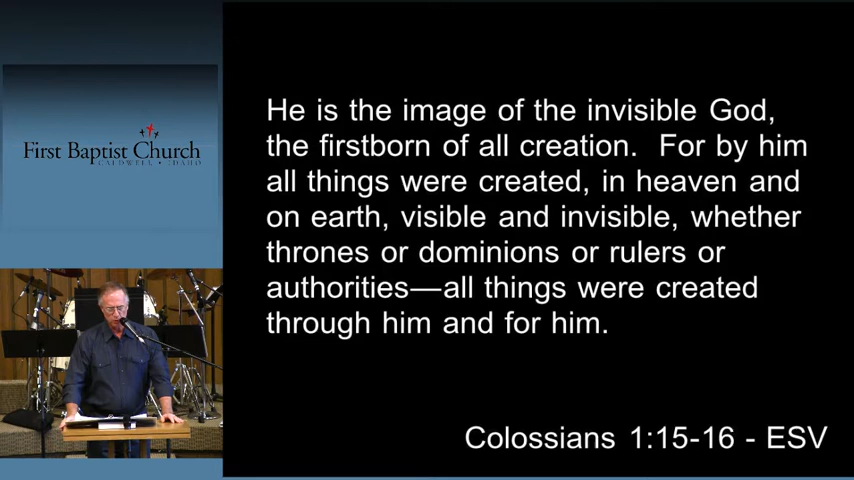 First Baptist Church
CALDWELL • IDAHO
He is the image of the invisible God,
the firstborn of all creation.  For by him
all things were created, in heaven and
on earth, visible and invisible, whether
thrones or dominions or rulers or
authorities—all things were created
through him and for him.
Colossians 1:15-16 - ESV